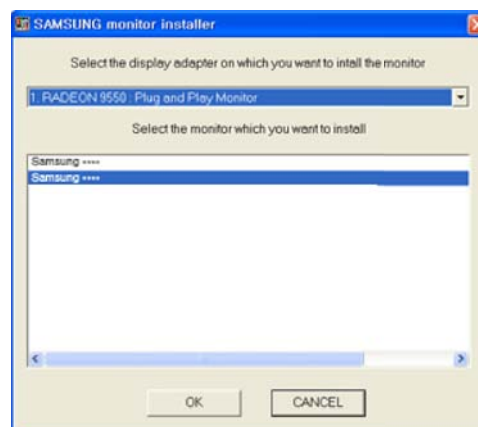 SAMSUNG monitor installer
Select the display adapter on which you want to intall the monitor
1. RADEON 9550 : Plug and Play Monitor
Select the monitor which you want to install
Samsung ****
Samsung ****
OK
CANCEL